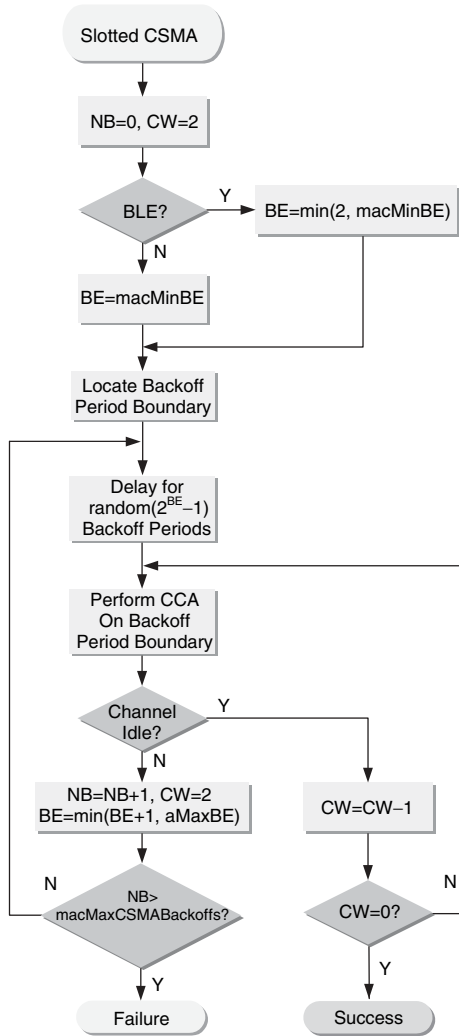 Slotted CSMA
NB=0, CW=2
BLE?
Y
BE=min(2, macMinBE)
N
BE=macMinBE
Locate Backoff
Period Boundary
Delay for
random(2^BE−1)
Backoff Periods
Perform CCA
On Backoff
Period Boundary
Channel
Idle?
Y
N
NB=NB+1, CW=2
BE=min(BE+1, aMaxBE)
CW=CW−1
N
NB>
macMaxCSMABackoffs?
Y
Failure
CW=0?
N
Y
Success